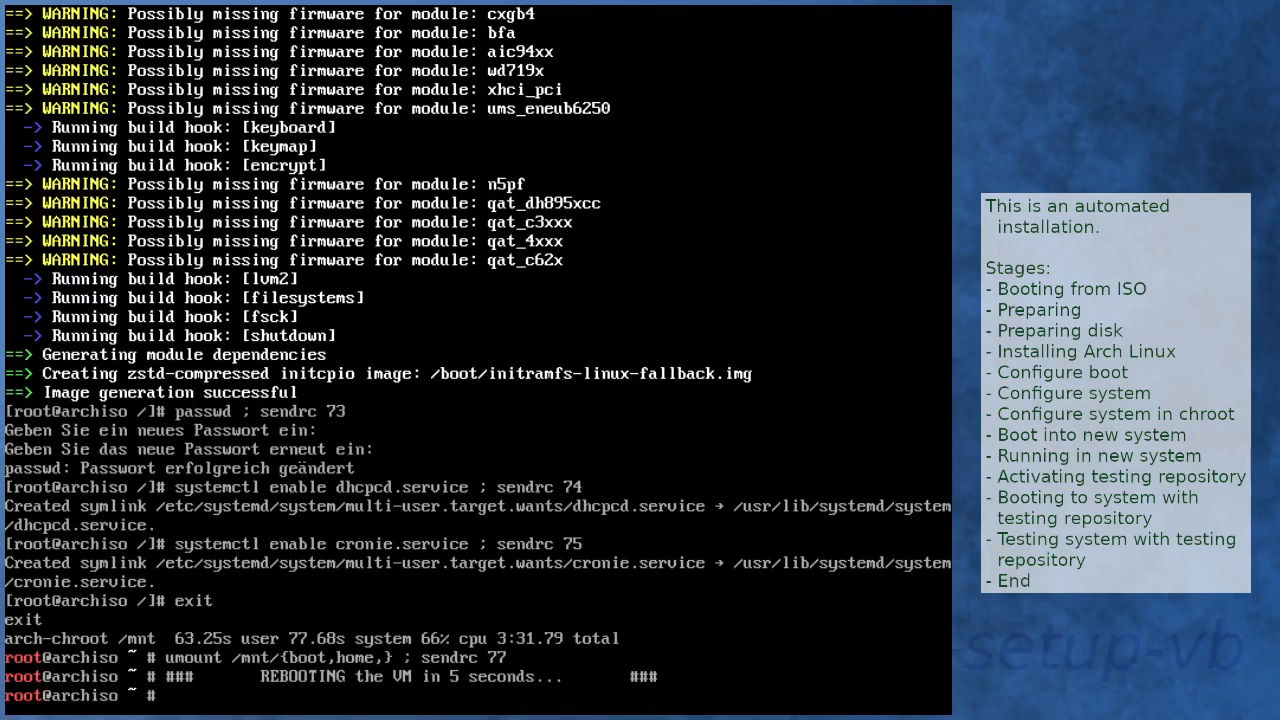 ==> WARNING: Possibly missing firmware for module: cxgb4
==> WARNING: Possibly missing firmware for module: bfa
==> WARNING: Possibly missing firmware for module: aic94xx
==> WARNING: Possibly missing firmware for module: wd719x
==> WARNING: Possibly missing firmware for module: xhci_pci
==> WARNING: Possibly missing firmware for module: ums_eneub6250
  -> Running build hook: [keyboard]
  -> Running build hook: [keymap]
  -> Running build hook: [encrypt]
==> WARNING: Possibly missing firmware for module: n5pf
==> WARNING: Possibly missing firmware for module: qat_dh895xcc
==> WARNING: Possibly missing firmware for module: qat_c3xxx
==> WARNING: Possibly missing firmware for module: qat_4xxx
==> WARNING: Possibly missing firmware for module: qat_c62x
  -> Running build hook: [lvm2]
  -> Running build hook: [filesystems]
  -> Running build hook: [fsck]
  -> Running build hook: [shutdown]
==> Generating module dependencies
==> Creating zstd-compressed initcpio image: /boot/initramfs-linux-fallback.img
==> Image generation successful
[root@archiso /]# passwd ; sendrc 73
Geben Sie ein neues Passwort ein:
Geben Sie das neue Passwort erneut ein:
passwd: Passwort erfolgreich geändert
[root@archiso /]# systemctl enable dhcpcd.service ; sendrc 74
Created symlink /etc/systemd/system/multi-user.target.wants/dhcpcd.service → /usr/lib/systemd/system
/dhcpcd.service.
[root@archiso /]# systemctl enable cronie.service ; sendrc 75
Created symlink /etc/systemd/system/multi-user.target.wants/cronie.service → /usr/lib/systemd/system
/cronie.service.
[root@archiso /]# exit
exit
arch-chroot /mnt  63.25s user 77.68s system 66% cpu 3:31.79 total
root@archiso ~ # umount /mnt/{boot,home,} ; sendrc 77
root@archiso ~ # ###       REBOOTING the VM in 5 seconds...       ###
root@archiso ~ #
This is an automated
installation.
Stages:
- Booting from ISO
- Preparing
- Preparing disk
- Installing Arch Linux
- Configure boot
- Configure system
- Configure system in chroot
- Boot into new system
- Running in new system
- Activating testing repository
- Booting to system with
testing repository
- Testing system with testing
repository
- End
-setup-vb